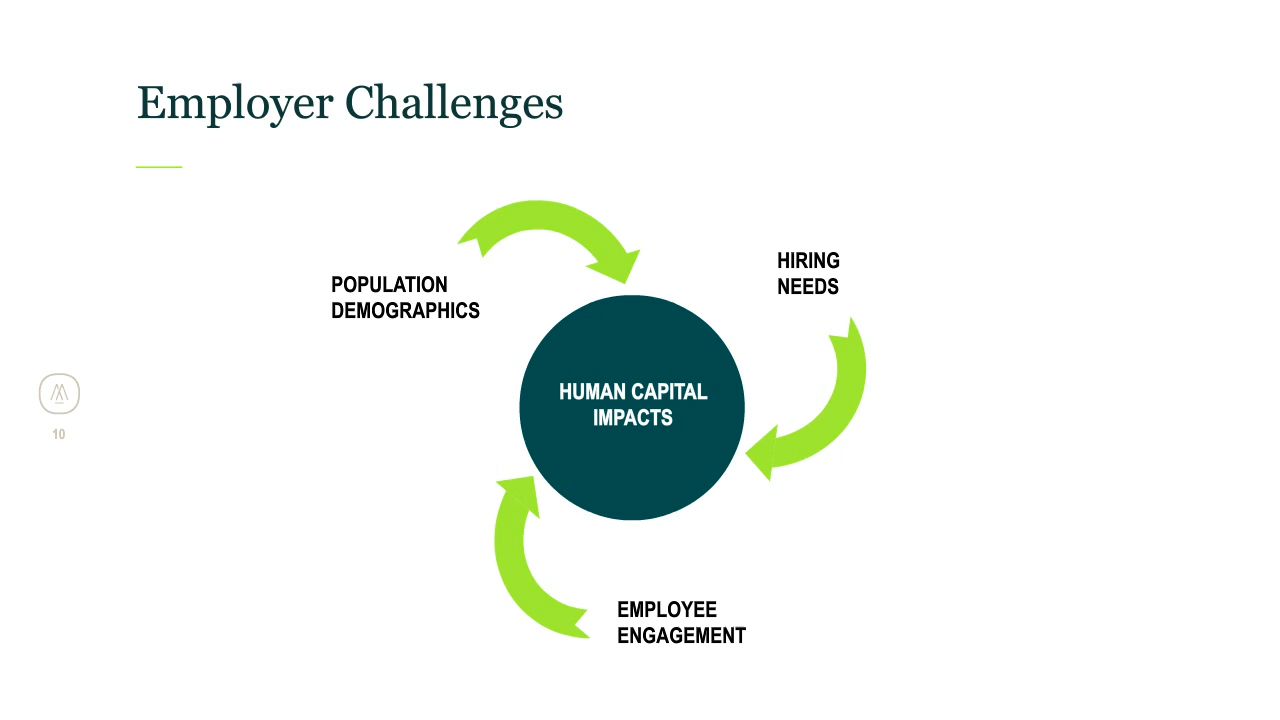 Employer Challenges
POPULATION
DEMOGRAPHICS
HIRING
NEEDS
HUMAN CAPITAL
IMPACTS
10
EMPLOYEE
ENGAGEMENT